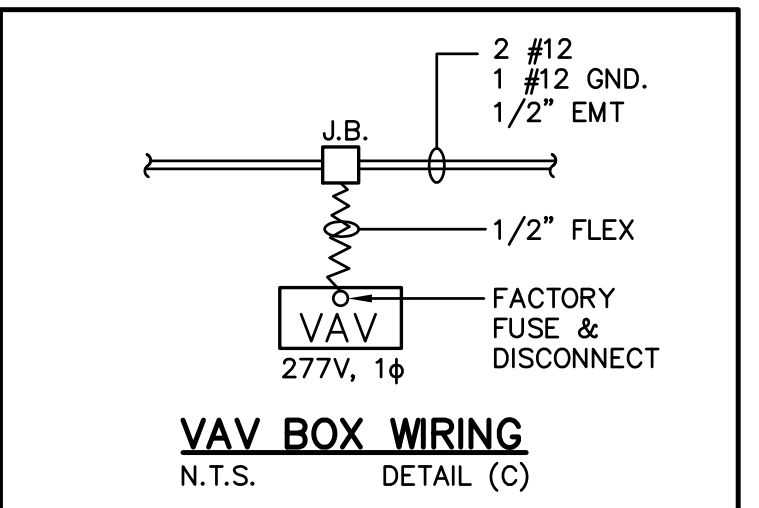 2 #12
1 #12 GND.
1/2” EMT
J.B.
1/2” FLEX
FACTORY
FUSE &
DISCONNECT
VAV
277V, 1ϕ
VAV BOX WIRING
N.T.S. DETAIL (C)